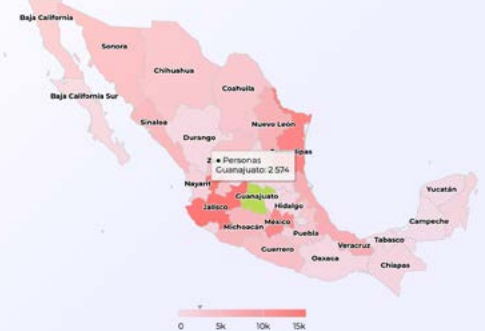 Baja California
Sonora
Chihuahua
Coahuila
Baja California Sur
Nuevo León
Sinaloa
Durango
● Personas
Guanajuato: 2 574
Nayarit
Guanajuato
Yucatán
Jalisco
Hidalgo
Campeche
México
Michoacán
Puebla
Tabasco
Veracruz
Guerrero
Oaxaca
Chiapas
0 5k 10k 15k